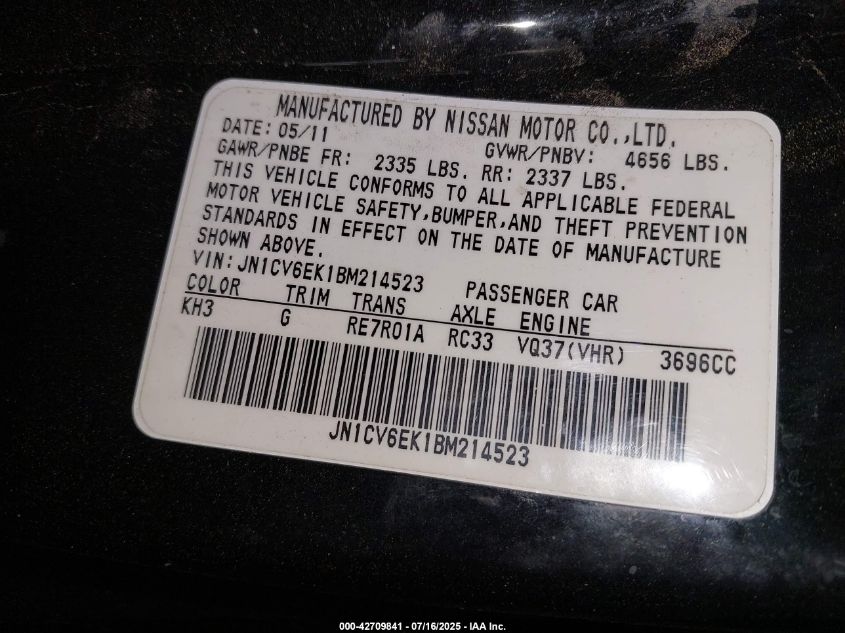 MANUFACTURED BY NISSAN MOTOR CO.,LTD.
DATE: 05/11 GVWR/PNBV: 4656 LBS.
GAWR/PNBE FR: 2335 LBS. RR: 2337 LBS.
THIS VEHICLE CONFORMS TO ALL APPLICABLE FEDERAL
MOTOR VEHICLE SAFETY,BUMPER,AND THEFT PREVENTION
STANDARDS IN EFFECT ON THE DATE OF MANUFACTURE
SHOWN ABOVE.
VIN:JN1CV6EK1BM214523 PASSENGER CAR
COLOR TRIM TRANS AXLE ENGINE
KH3 G RE7R01A RC33 VQ37(VHR) 3696CC
JN1CV6EK1BM214523
000-42709841 / 07/16/2025 - IAA Inc.